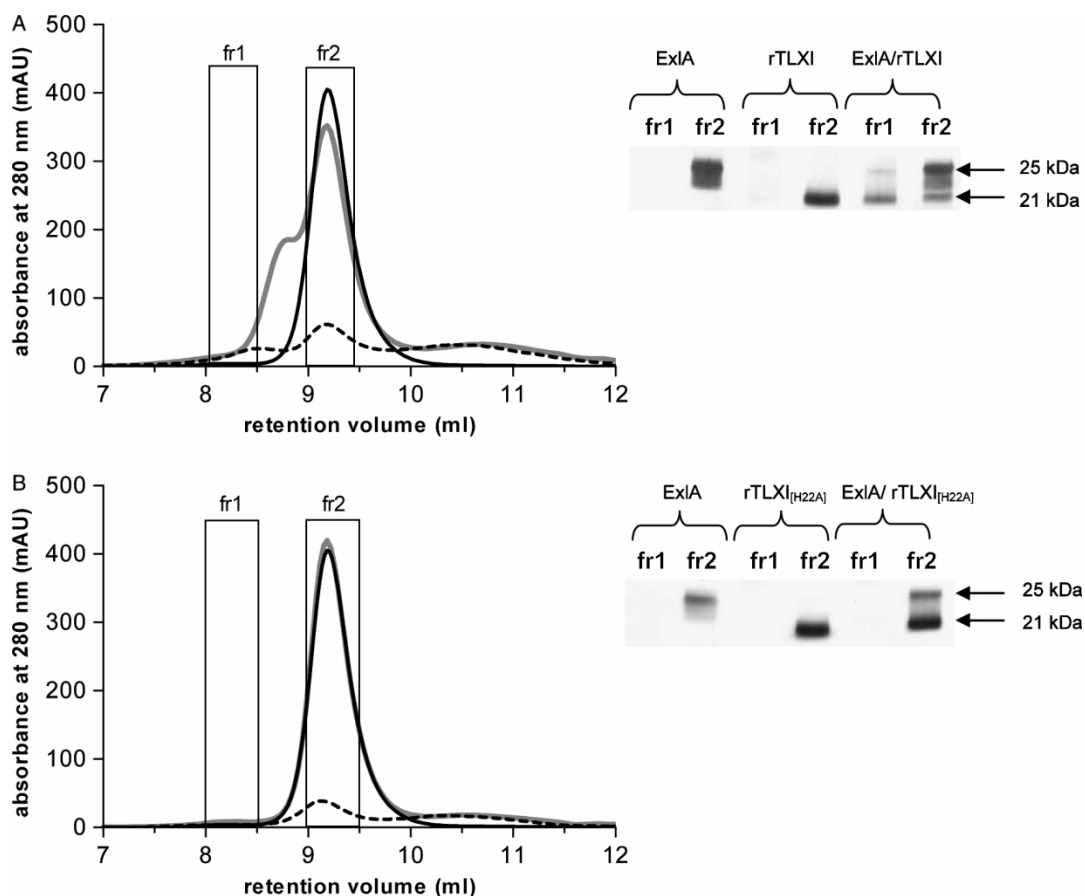 A
absorbance at 280 nm (mAU)
500
400
300
200
100
0
fr1
fr2
7
8
9
10
11
12
retention volume (ml)
ExlA
rTLXI
ExlA/rTLXI
fr1 fr2 fr1 fr2 fr1 fr2
25 kDa
21 kDa
B
absorbance at 280 nm (mAU)
500
400
300
200
100
0
fr1
fr2
7
8
9
10
11
12
retention volume (ml)
ExlA
rTLXI[H22A]
ExlA/ rTLXI[H22A]
fr1 fr2 fr1 fr2 fr1 fr2
25 kDa
21 kDa